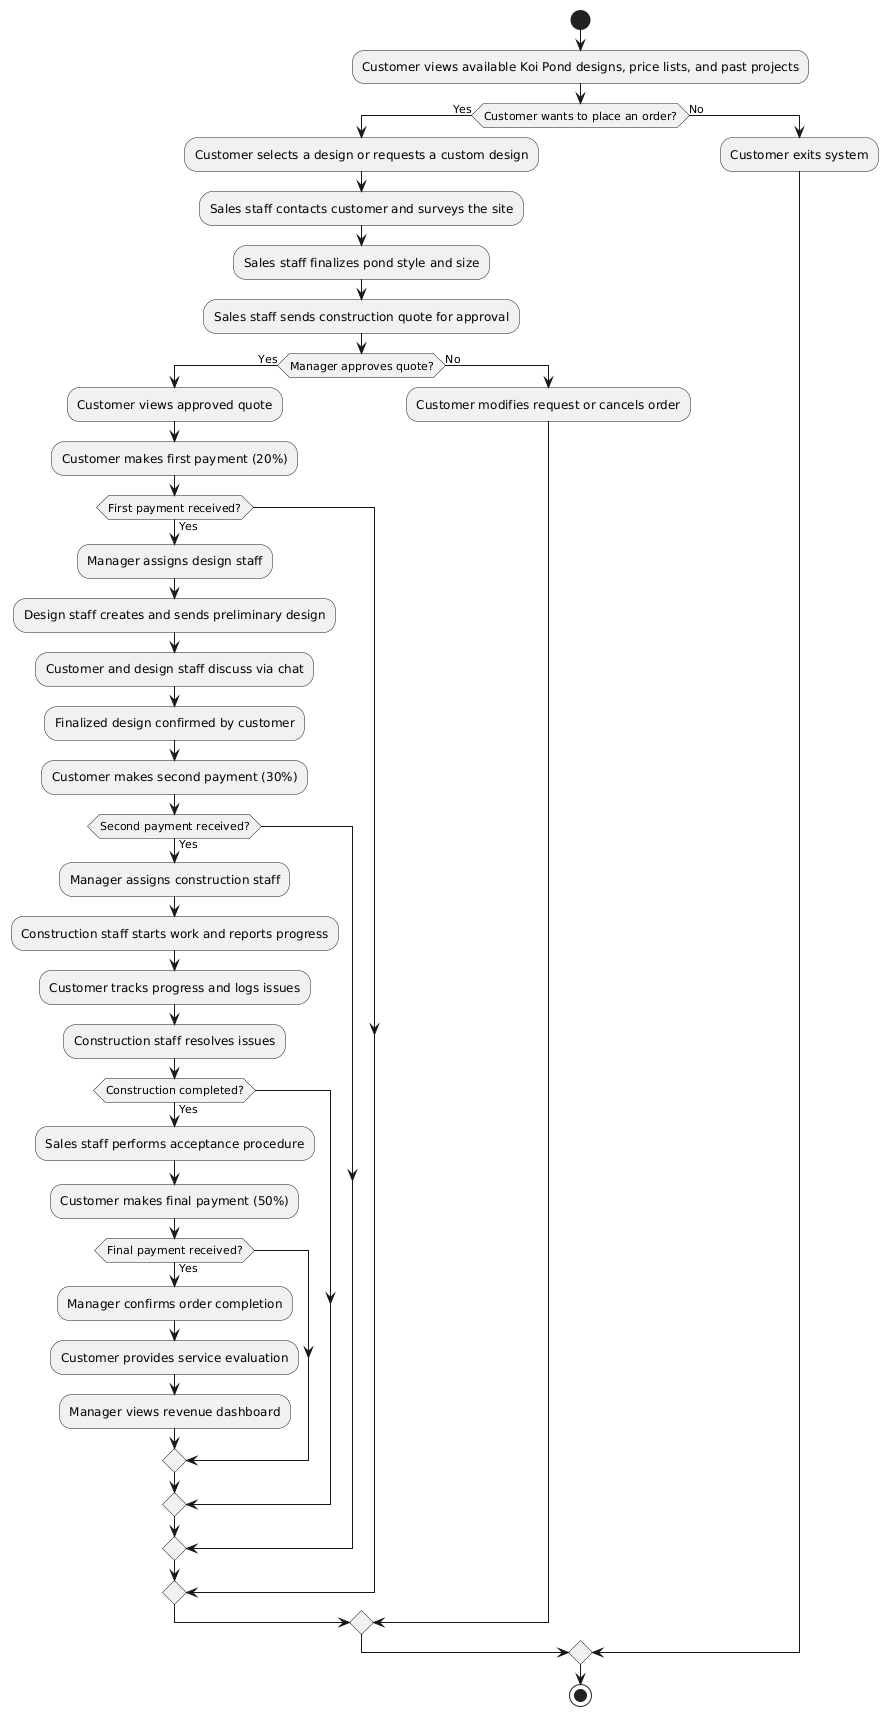 Customer views available Koi Pond designs, price lists, and past projects
Yes
Customer wants to place an order?
No
Customer selects a design or requests a custom design
Customer exits system
Sales staff contacts customer and surveys the site
Sales staff finalizes pond style and size
Sales staff sends construction quote for approval
Yes
Manager approves quote?
No
Customer views approved quote
Customer modifies request or cancels order
Customer makes first payment (20%)
First payment received?
Yes
Manager assigns design staff
Design staff creates and sends preliminary design
Customer and design staff discuss via chat
Finalized design confirmed by customer
Customer makes second payment (30%)
Second payment received?
Yes
Manager assigns construction staff
Construction staff starts work and reports progress
Customer tracks progress and logs issues
Construction staff resolves issues
Construction completed?
Yes
Sales staff performs acceptance procedure
Customer makes final payment (50%)
Final payment received?
Yes
Manager confirms order completion
Customer provides service evaluation
Manager views revenue dashboard